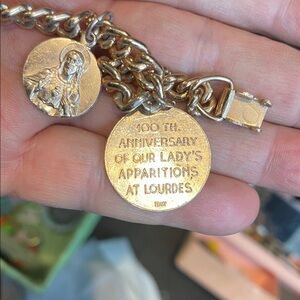 100 TH.
ANNIVERSARY
OF OUR LADY'S
APPARITIONS
AT LOURDES